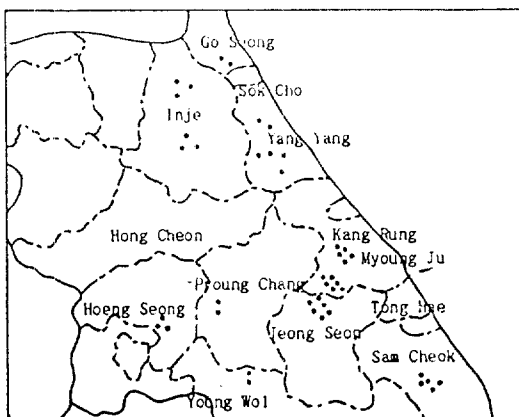 Go Seong
Sok Cho
Inje
Yang Yang
Hong Cheon
Kang Rung
Myoung Ju
Pyoung Chang
Hoeng Seong
Tong Hae
Jeong Seon
Sam Cheok
Young Wol